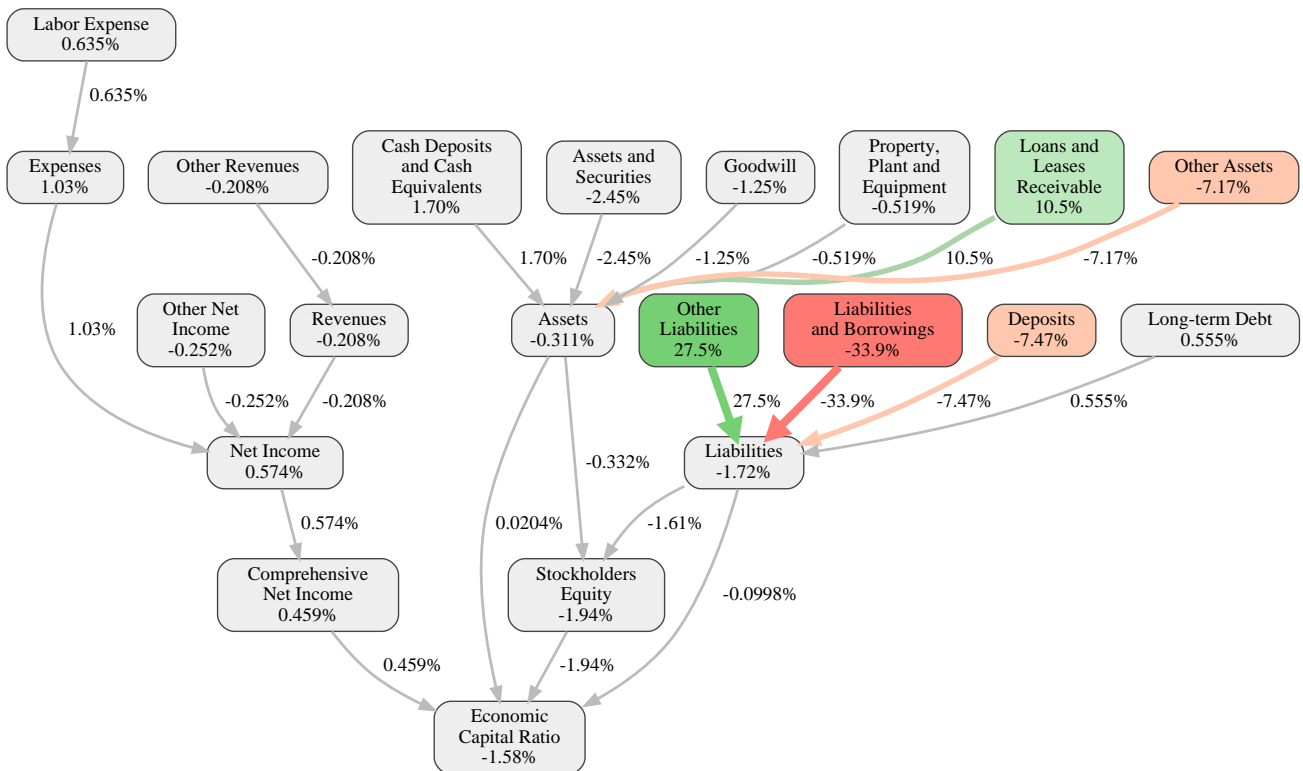 Labor Expense
0.635%
0.635%
Expenses
1.03%
Other Revenues
-0.208%
Cash Deposits
and Cash
Equivalents
1.70%
Assets and
Securities
-2.45%
Goodwill
-1.25%
Property,
Plant and
Equipment
-0.519%
Loans and
Leases
Receivable
10.5%
Other Assets
-7.17%
-0.208%
1.70%
-2.45%
-1.25%
-0.519%
10.5%
-7.17%
1.03%
Other Net
Income
-0.252%
Revenues
-0.208%
Assets
-0.311%
Other
Liabilities
27.5%
Liabilities
and Borrowings
-33.9%
Deposits
-7.47%
Long-term Debt
0.555%
-0.252%
-0.208%
27.5%
-33.9%
-7.47%
0.555%
Net Income
0.574%
-0.332%
Liabilities
-1.72%
0.574%
0.0204%
-1.61%
Comprehensive
Net Income
0.459%
Stockholders
Equity
-1.94%
-0.0998%
0.459%
-1.94%
Economic
Capital Ratio
-1.58%